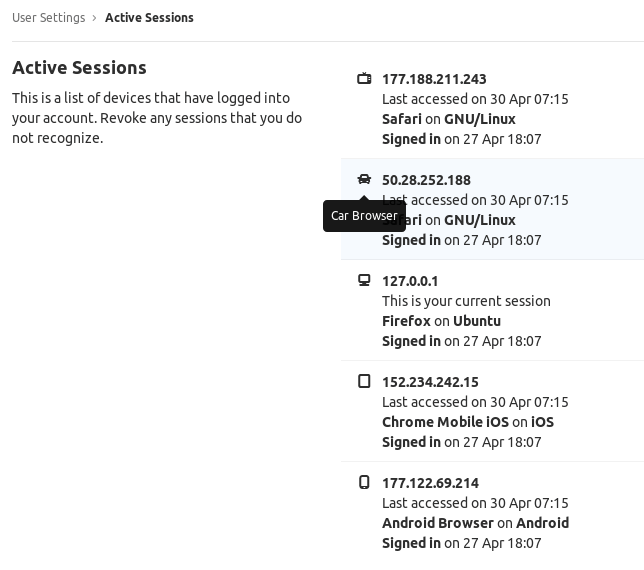 User Settings › Active Sessions
Active Sessions
This is a list of devices that have logged into
your account. Revoke any sessions that you do
not recognize.
177.188.211.243
Last accessed on 30 Apr 07:15
Safari on GNU/Linux
Signed in on 27 Apr 18:07
50.28.252.188
Last accessed on 30 Apr 07:15
Car Browser
Safari on GNU/Linux
Signed in on 27 Apr 18:07
127.0.0.1
This is your current session
Firefox on Ubuntu
Signed in on 27 Apr 18:07
152.234.242.15
Last accessed on 30 Apr 07:15
Chrome Mobile iOS on iOS
Signed in on 27 Apr 18:07
177.122.69.214
Last accessed on 30 Apr 07:15
Android Browser on Android
Signed in on 27 Apr 18:07